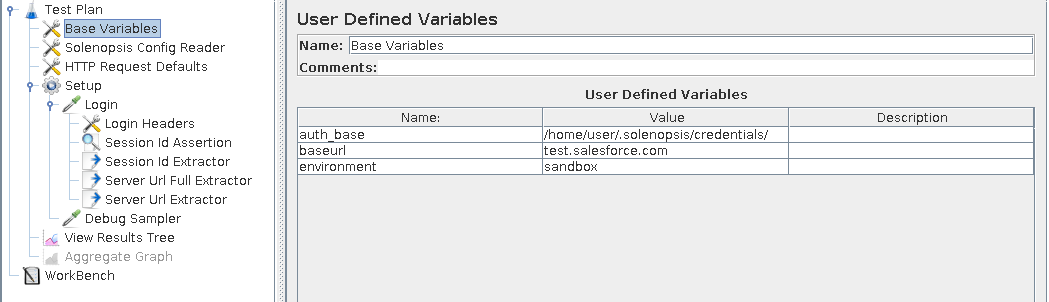 Test Plan
Base Variables
Solenopsis Config Reader
HTTP Request Defaults
Setup
Login
Login Headers
Session Id Assertion
Session Id Extractor
Server Url Full Extractor
Server Url Extractor
Debug Sampler
View Results Tree
Aggregate Graph
WorkBench
User Defined Variables
Name: Base Variables
Comments:
User Defined Variables
Name: Value Description
auth_base /home/user/.solenopsis/credentials/
baseurl test.salesforce.com
environment sandbox